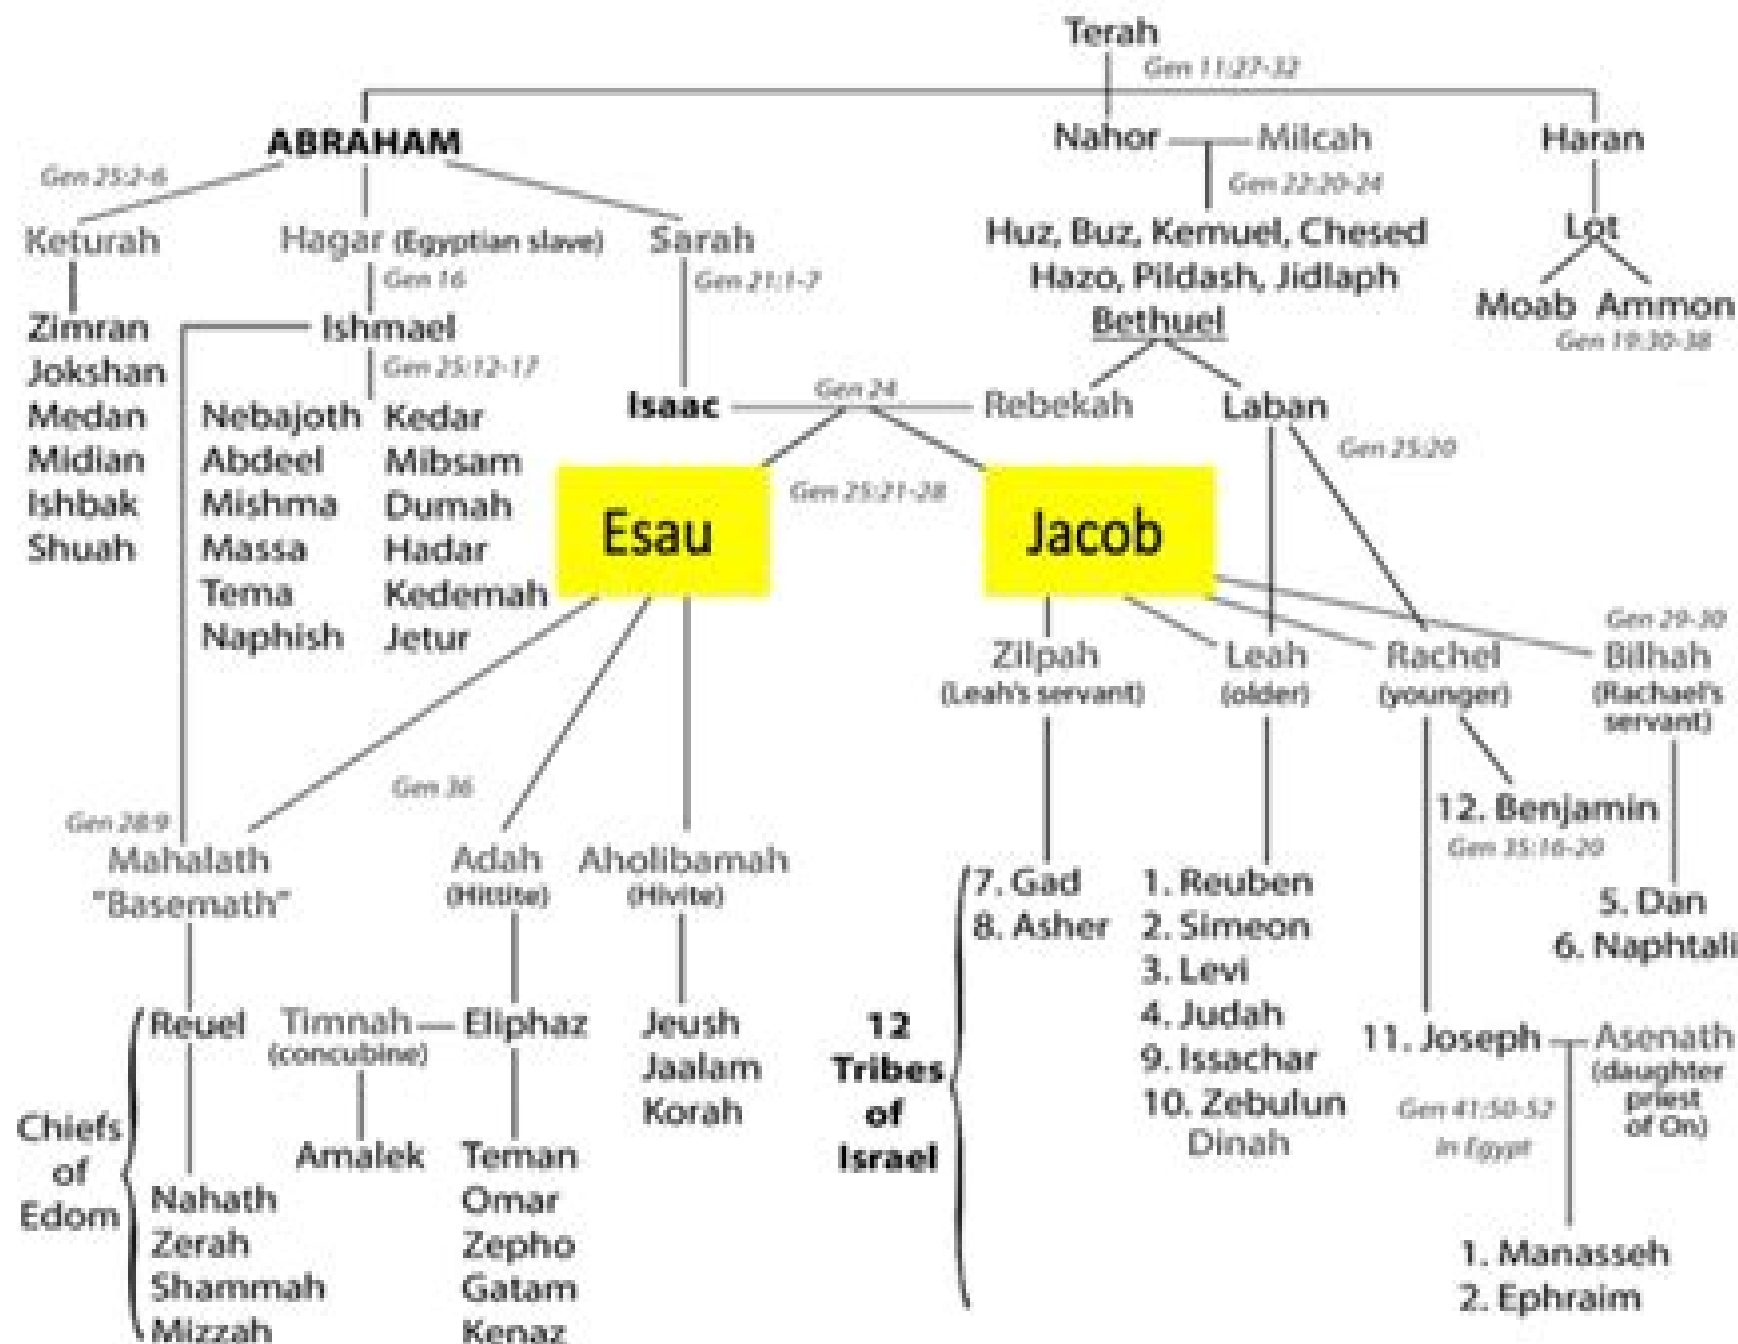 Terah
Gen 11:27-32
ABRAHAM
Nahor
Milcah
Haran
Gen 25:2-6
Gen 22:20-24
Keturah
Hagar (Egyptian slave)
Sarah
Huz, Buz, Kemuel, Chesed
Lot
Gen 16
Gen 21:1-7
Hazo, Pildash, Jidlaph
Moab Ammon
Zimran
Ishmael
Bethuel
Gen 19:30-38
Jokshan
Gen 25:12-17
Gen 24
Medan
Nebajoth
Kedar
Isaac
Rebekah
Laban
Midian
Abdeel
Mibsam
Gen 25:20
Ishbak
Mishma
Dumah
Gen 25:21-28
Shuah
Massa
Hadar
Esau
Jacob
Tema
Kedemah
Naphish
Jetur
Gen 29-30
Zilpah
Leah
Rachel
Bilhah
(Leah's servant)
(older)
(younger)
(Rachael's
servant)
Gen 36
12. Benjamin
Gen 28:9
Gen 35:16-20
Mahalath
Adah
Aholibamah
"Basemath"
(Hittite)
(Hivite)
7. Gad
1. Reuben
5. Dan
8. Asher
2. Simeon
6. Naphtali
3. Levi
Reuel
Timnah
Eliphaz
Jeush
12
4. Judah
11. Joseph
Asenath
(concubine)
Jaalam
Tribes
9. Issachar
(daughter
Korah
of
10. Zebulun
Gen 41:50-52
priest
Chiefs
Israel
Dinah
In Egypt
of On)
of
Amalek
Teman
Edom
Nahath
Omar
Zerah
Zepho
1. Manasseh
Shammah
Gatam
2. Ephraim
Mizzah
Kenaz